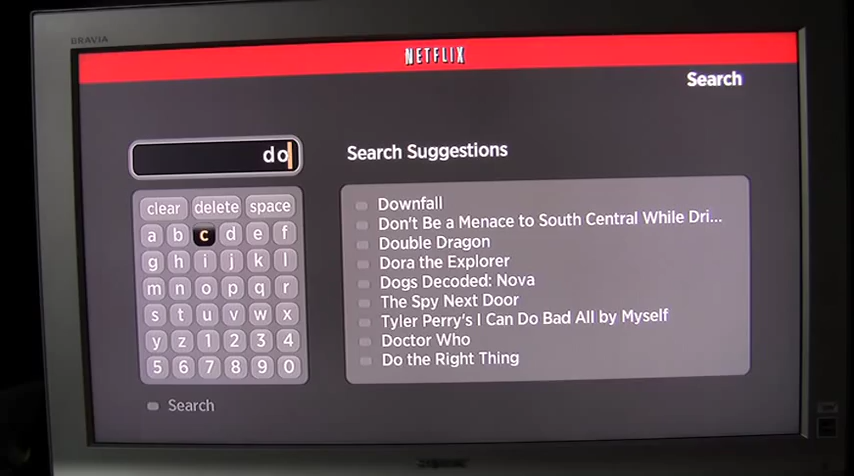 BRAVIA
NETFLIX
Search
do
Search Suggestions
clear delete space
a b c d e f
g h i j k l
m n o p q r
s t u v w x
y z 1 2 3 4
5 6 7 8 9 0
Search
Downfall
Don't Be a Menace to South Central While Dri...
Double Dragon
Dora the Explorer
Dogs Decoded: Nova
The Spy Next Door
Tyler Perry's I Can Do Bad All by Myself
Doctor Who
Do the Right Thing